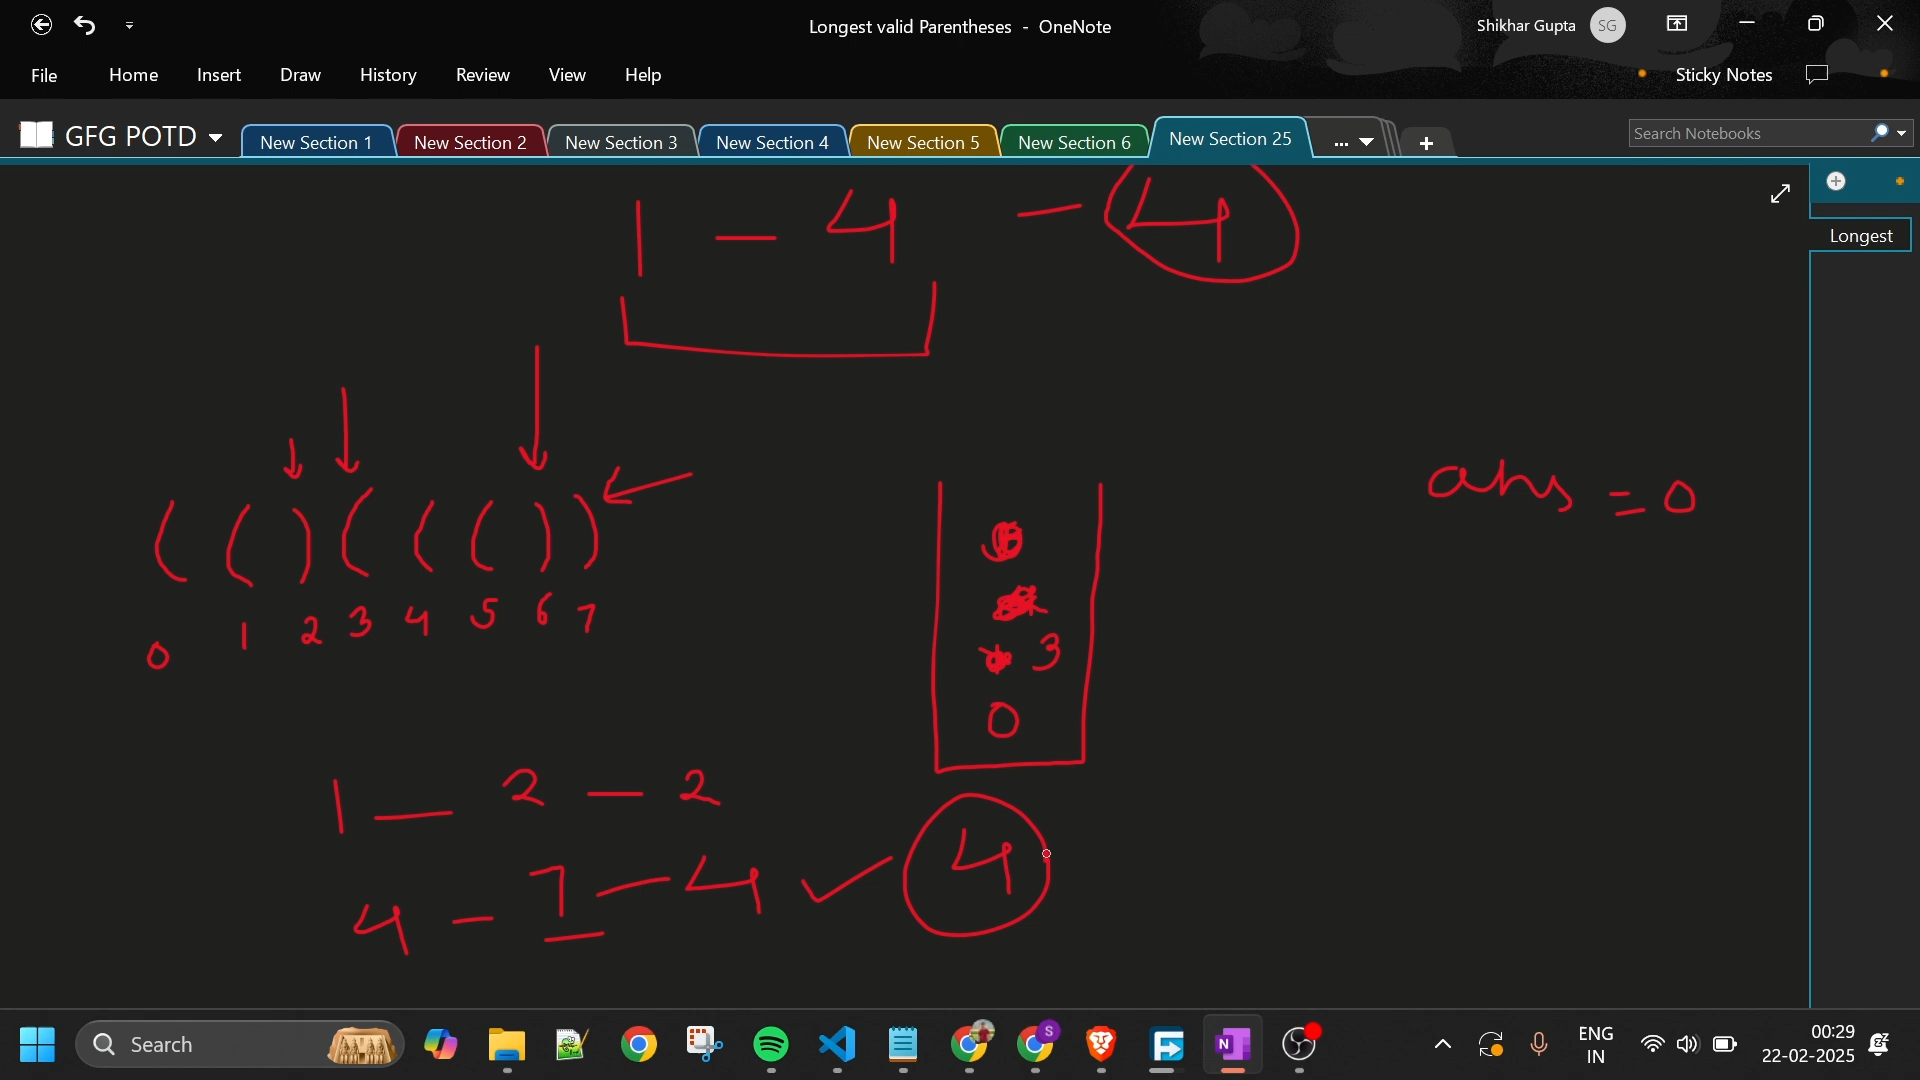 Longest valid Parentheses - OneNote
Shikhar Gupta
SG
File
Home
Insert
Draw
History
Review
View
Help
Sticky Notes
GFG POTD
New Section 1
New Section 2
New Section 3
New Section 4
New Section 5
New Section 6
New Section 25
...
+
Search Notebooks
Longest
1 — 4 — 4
( ( ) ( ( ( ) )
0 1 2 3 4 5 6 7
3
0
ans = 0
1 — 2 — 2
4 — 7 — 4 ✓ 4
Search
ENG
IN
00:29
22-02-2025